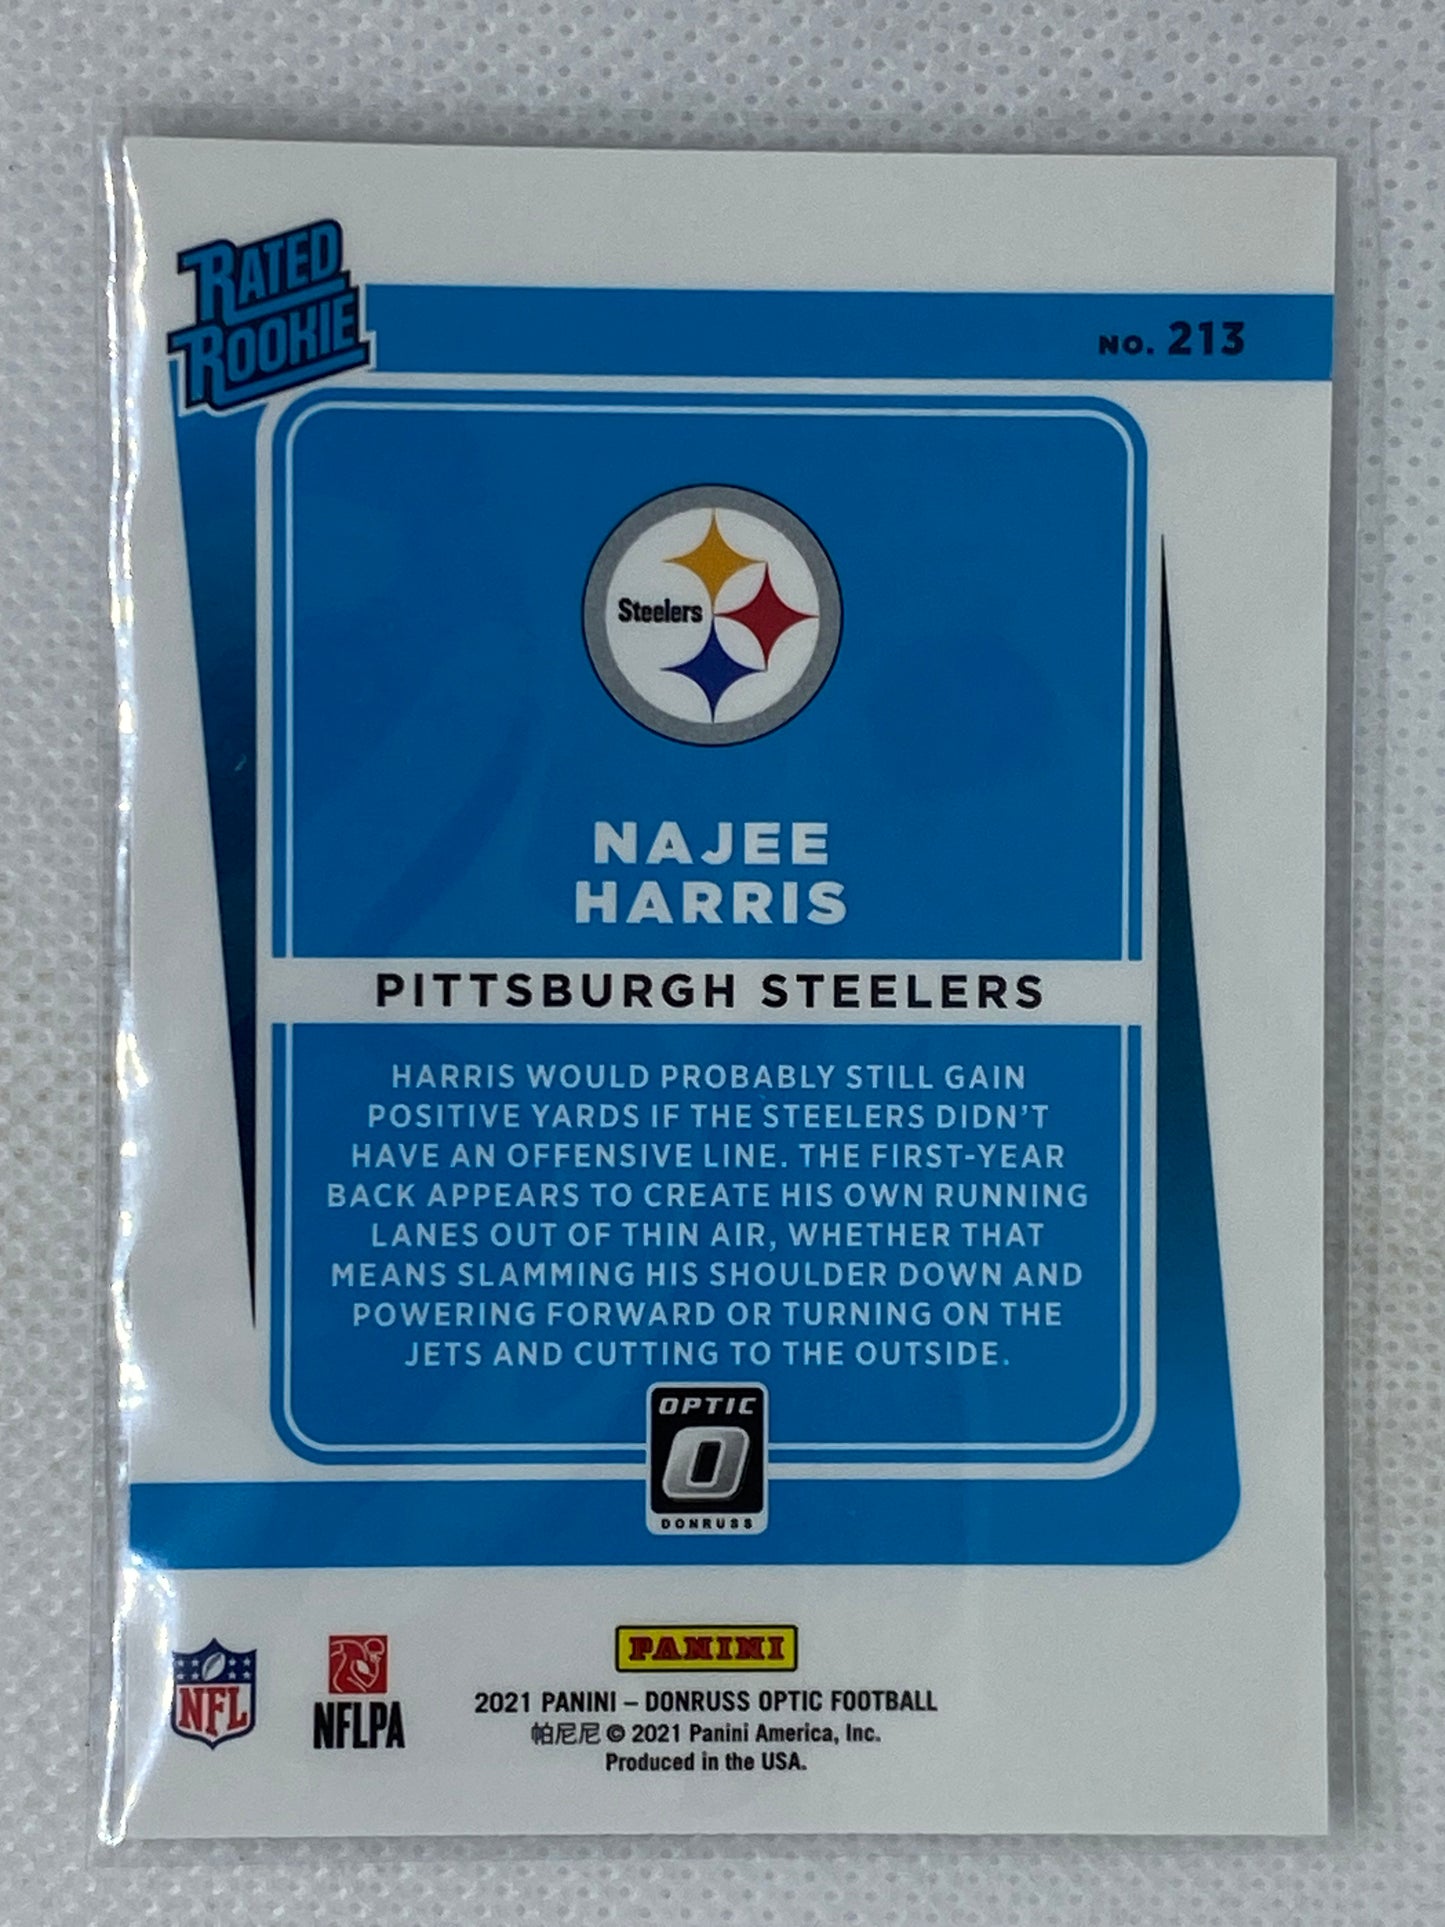 RATED
ROOKIE
NO. 213
Steelers
NAJEE
HARRIS
PITTSBURGH STEELERS
HARRIS WOULD PROBABLY STILL GAIN
POSITIVE YARDS IF THE STEELERS DIDN'T
HAVE AN OFFENSIVE LINE. THE FIRST-YEAR
BACK APPEARS TO CREATE HIS OWN RUNNING
LANES OUT OF THIN AIR, WHETHER THAT
MEANS SLAMMING HIS SHOULDER DOWN AND
POWERING FORWARD OR TURNING ON THE
JETS AND CUTTING TO THE OUTSIDE.
OPTIC
O
DONRUSS
NFL
NFLPA
PANINI
2021 PANINI – DONRUSS OPTIC FOOTBALL
帕尼尼 © 2021 Panini America, Inc.
Produced in the USA.